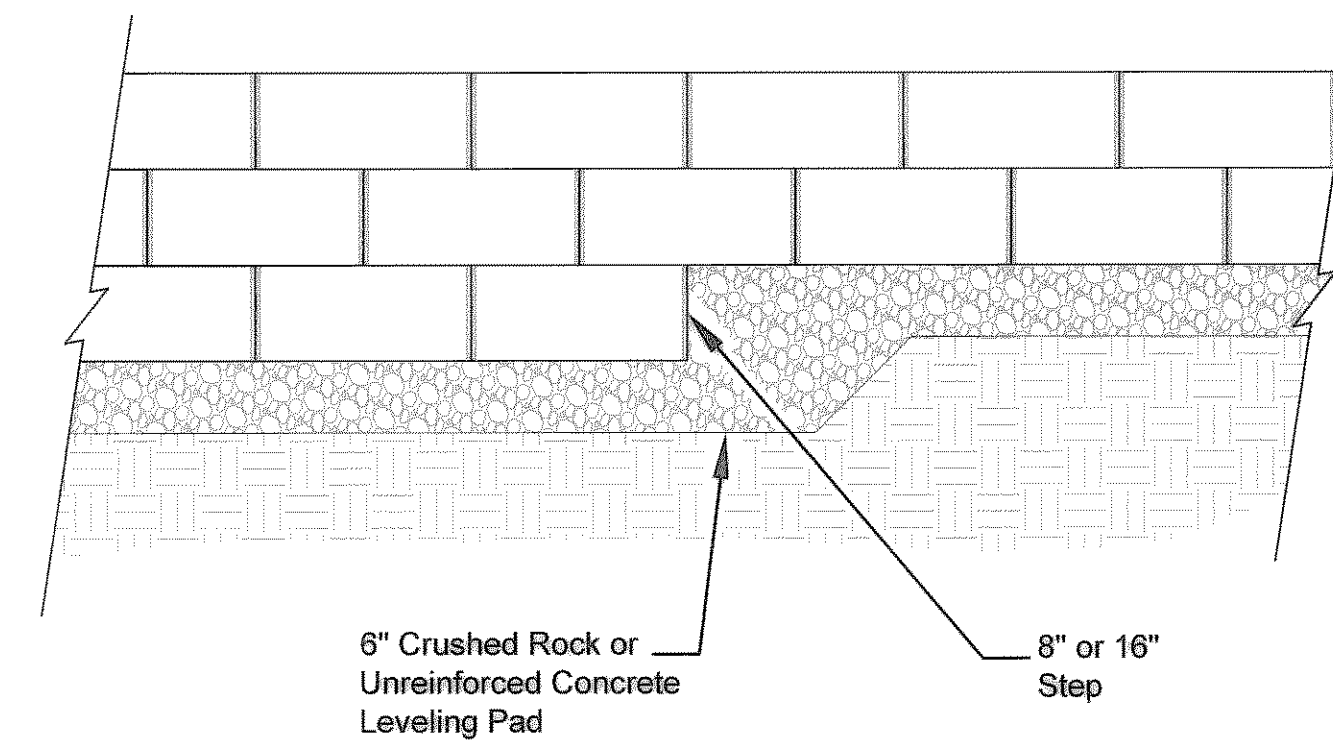 6" Crushed Rock or
Unreinforced Concrete
Leveling Pad
8" or 16"
Step